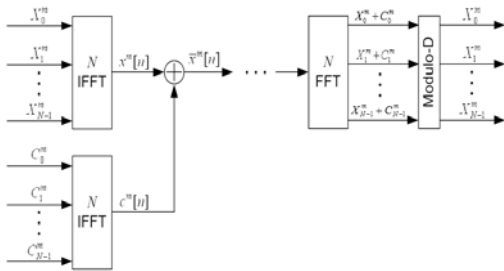 X_0^m
X_1^m
X_{N-1}^m
N
IFFT
x^m[n]
x̄^m[n]
...
N
FFT
X_0^m + C_0^m
X_1^m + C_1^m
X_{N-1}^m + C_{N-1}^m
Modulo-D
X_0^m
X_1^m
X_{N-1}^m
C_0^m
C_1^m
C_{N-1}^m
N
IFFT
c^m[n]